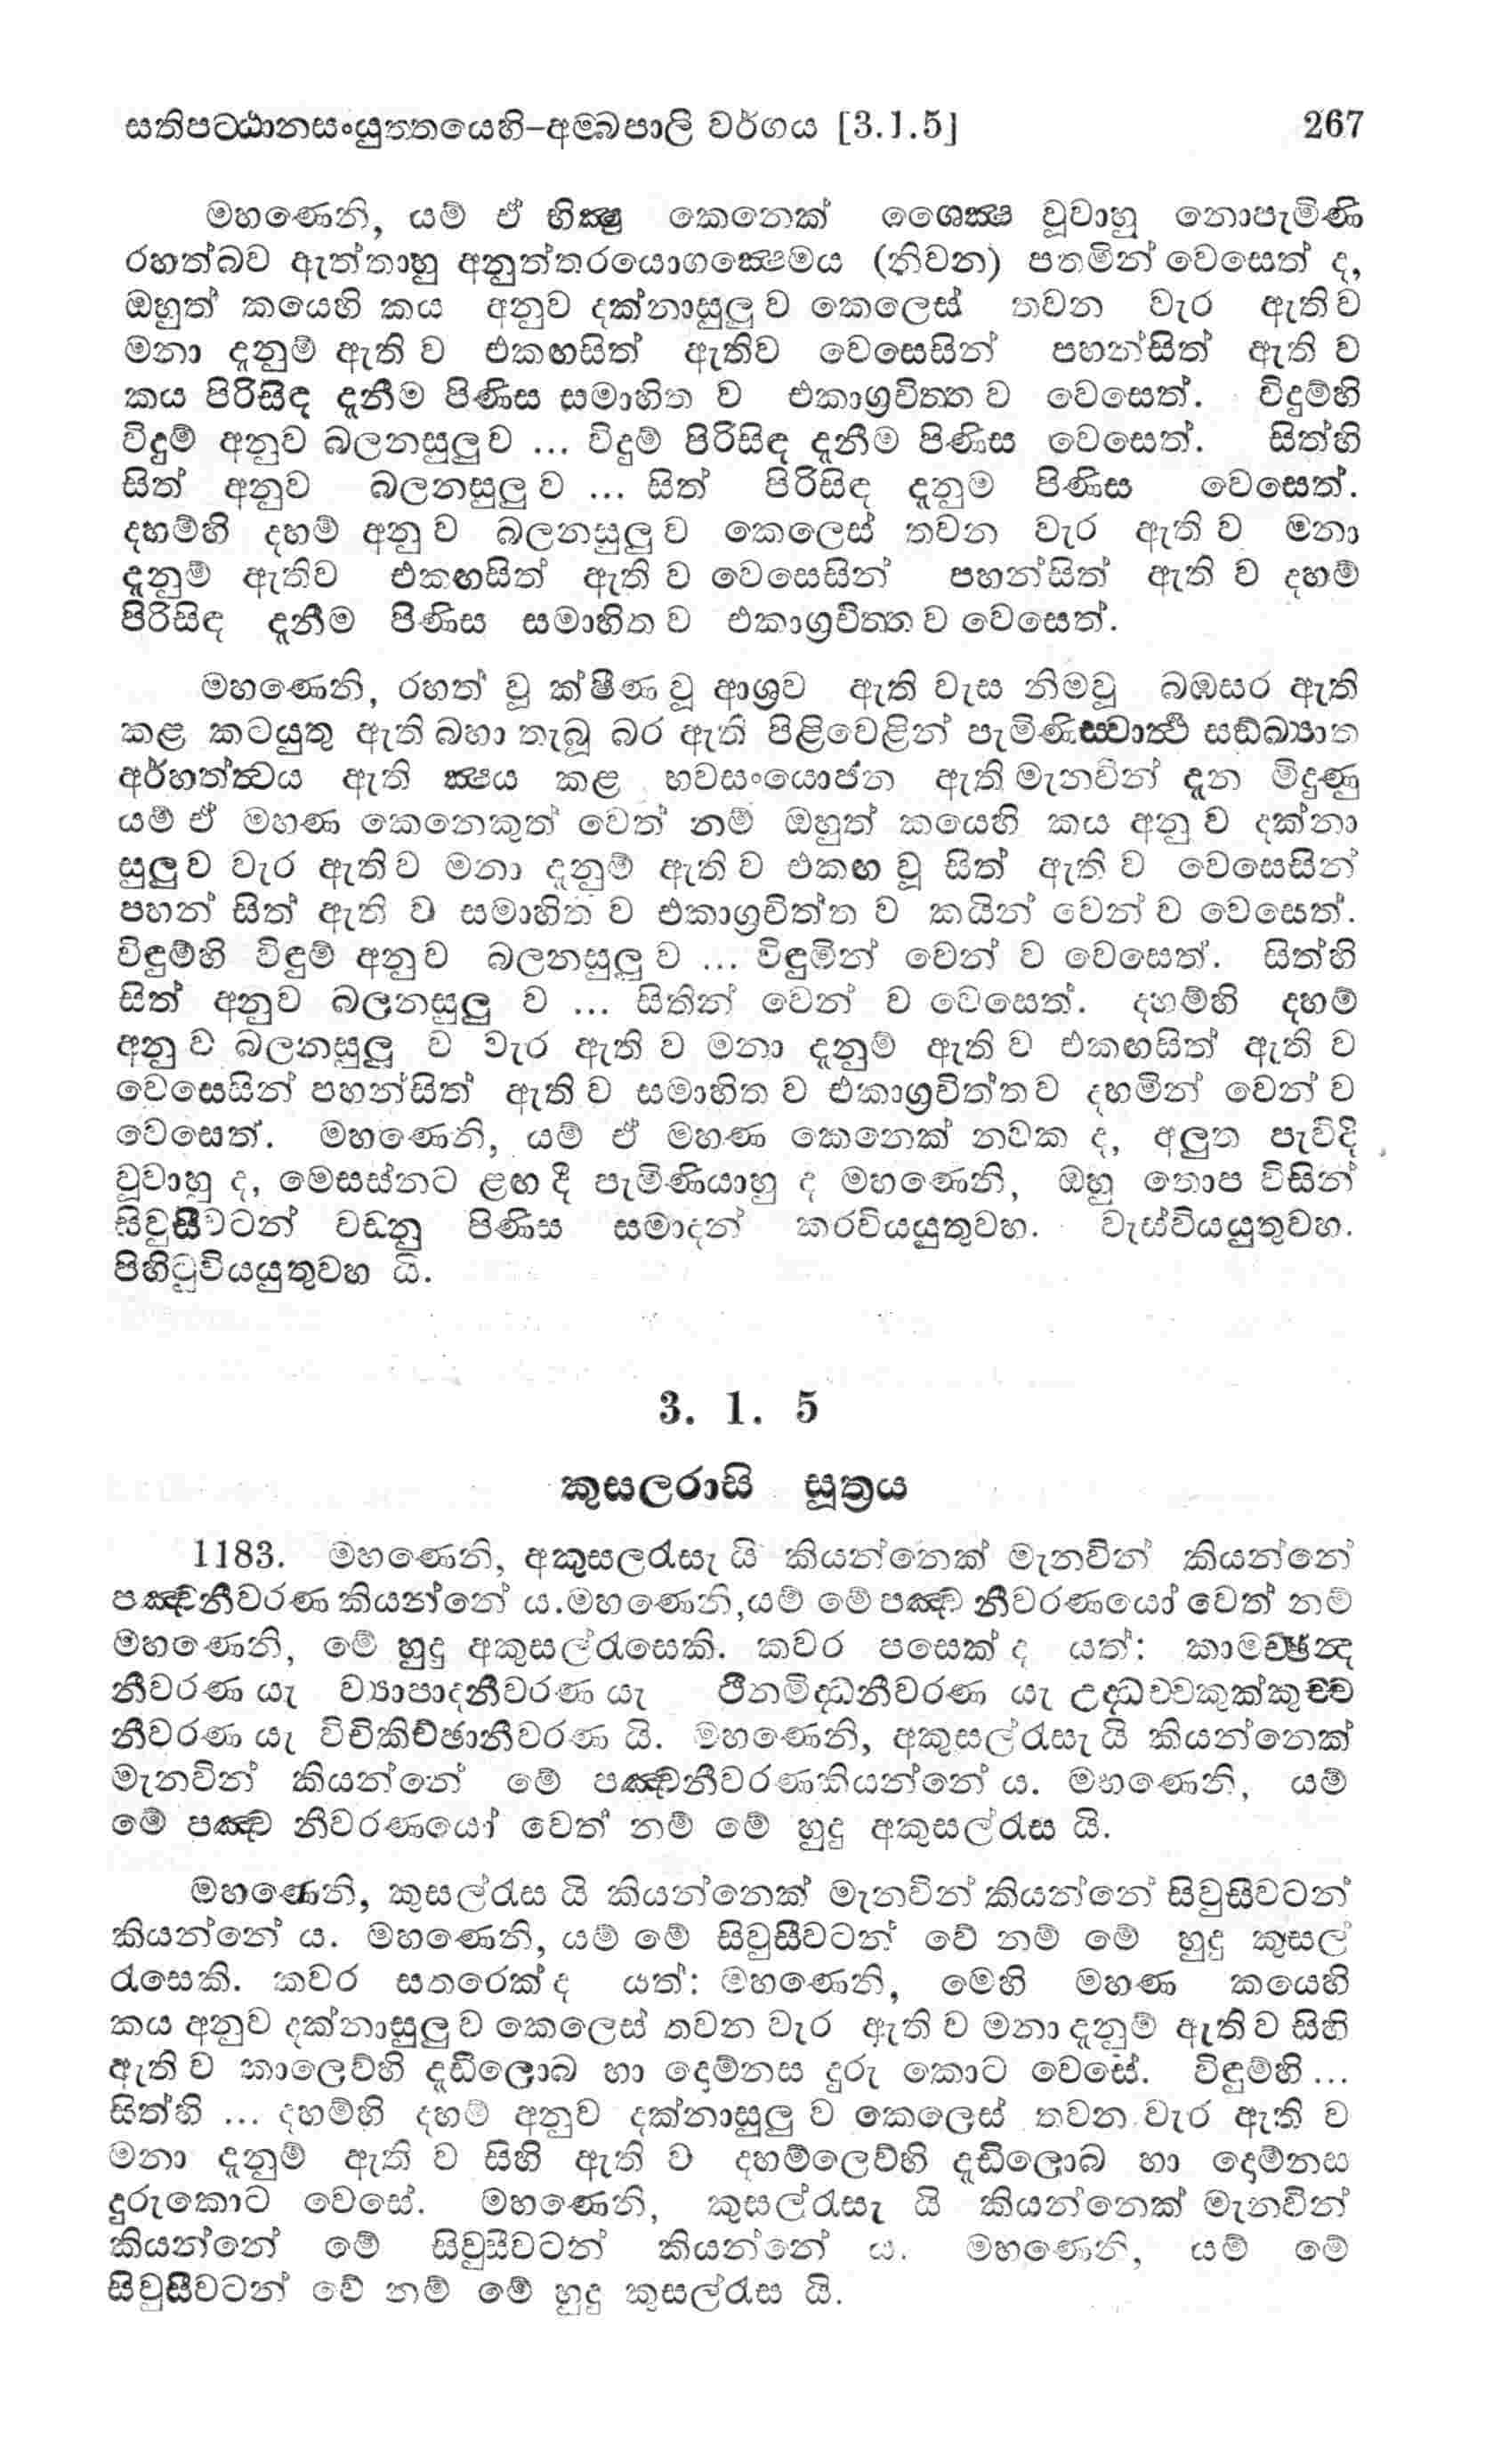 සතිපට්ඨානසංයුත්තයෙහි–අම්බපාලි වර්ගය [3.1.5] 267
මහණෙනි, යම් ඒ භික්‍ෂු කෙනෙක් ශෛක්‍ෂ වූවාහු නොපැමිණි
රහත්බව ඇත්තාහු අනුත්තරයොගක්‍ෂෙමය (නිවන) පතමින් වෙසෙත් ද,
ඔහුත් කයෙහි කය අනුව දක්නාසුලු ව කෙලෙස් තවන වැර ඇතිව
මනා දැනුම් ඇති ව එකඟසිත් ඇතිව වෙසෙසින් පහන්සිත් ඇති ව
කය පිරිසිඳ දැනීම පිණිස සමාහිත ව එකාග්‍රචිත්ත ව වෙසෙත්. විදුම්හි
විදුම් අනුව බලනසුලුව ... විදුම් පිරිසිඳ දැනීම පිණිස වෙසෙත්. සිත්හි
සිත් අනුව බලනසුලු ව ... සිත් පිරිසිඳ දැනුම පිණිස වෙසෙත්.
දහම්හි දහම් අනු ව බලනසුලු ව කෙලෙස් තවන වැර ඇති ව මනා
දැනුම් ඇතිව එකඟසිත් ඇති ව වෙසෙසින් පහන්සිත් ඇති ව දහම්
පිරිසිඳ දැනීම පිණිස සමාහිත ව එකාග්‍රචිත්ත ව වෙසෙත්.
මහණෙනි, රහත් වූ ක්ෂීණ වූ ආශ්‍රව ඇති වැස නිමවූ බඹසර ඇති
කළ කටයුතු ඇති බහා තැබූ බර ඇති පිළිවෙළින් පැමිණි ස්වාර්ථ සඞ්ඛ්‍යාත
අර්හත්ත්‍වය ඇති ක්‍ෂය කළ භවසංයොජන ඇති මැනවින් දැන මිදුණු
යම් ඒ මහණ කෙනෙකුත් වෙත් නම් ඔහුත් කයෙහි කය අනු ව දක්නා
සුලුව වැර ඇතිව මනා දැනුම් ඇති ව එකඟ වූ සිත් ඇති ව වෙසෙසින්
පහන් සිත් ඇති ව සමාහිත ව එකාග්‍රචිත්ත ව කයින් වෙන් ව වෙසෙත්.
විඳුම්හි විඳුම් අනුව බලනසුලු ව ... විඳුමින් වෙන් ව වෙසෙත්. සිත්හි
සිත් අනුව බලනසුලු ව ... සිතින් වෙන් ව වෙසෙත්. දහම්හි දහම්
අනු ව බලනසුලු ව වැර ඇති ව මනා දැනුම් ඇති ව එකඟසිත් ඇති ව
වෙසෙසින් පහන්සිත් ඇති ව සමාහිත ව එකාග්‍රචිත්තව දහමින් වෙන් ව
වෙසෙත්. මහණෙනි, යම් ඒ මහණ කෙනෙක් නවක ද, අලුත පැවිදි
වූවාහු ද, මෙසස්නට ළඟ දී පැමිණියාහු ද මහණෙනි, ඔහු තොප විසින්
සිවුසීවටන් වඩනු පිණිස සමාදන් කරවියයුතුවහ. වැස්වියයුතුවහ.
පිහිටුවියයුතුවහ යි.
3. 1. 5
කුසලරාසි සූත්‍රය
1183. මහණෙනි, අකුසලරැසැ යි කියන්නෙක් මැනවින් කියන්නේ
පඤ්චනීවරණ කියන්නේ ය.මහණෙනි,යම් මේ පඤ්ච නීවරණයෝ වෙත් නම්
මහණෙනි, මේ හුදු අකුසල්රැසෙකි. කවර පසෙක් ද යත්: කාමච්ඡන්ද
නීවරණ යැ ව්‍යාපාදනීවරණ යැ ථීනමිද්ධනීවරණ යැ උද්ධච්චකුක්කුච්ච
නීවරණ යැ විචිකිච්ඡානීවරණ යි. මහණෙනි, අකුසල්රැසැ යි කියන්නෙක්
මැනවින් කියන්නේ මේ පඤ්චනීවරණකියන්නේ ය. මහණෙනි, යම්
මේ පඤ්ච නීවරණයෝ වෙත් නම් මේ හුදු අකුසල්රැස යි.
මහණෙනි, කුසල්රැස යි කියන්නෙක් මැනවින් කියන්නේ සිවුසීවටන්
කියන්නේ ය. මහණෙනි, යම් මේ සිවුසීවටන් වේ නම් මේ හුදු කුසල්
රැසෙකි. කවර සතරෙක් ද යත්: මහණෙනි, මෙහි මහණ කයෙහි
කය අනුව දක්නාසුලු ව කෙලෙස් තවන වැර ඇති ව මනා දැනුම් ඇතිව සිහි
ඇති ව කාලෙව්හි දැඩිලොබ හා දොම්නස දුරු කොට වෙසේ. විඳුම්හි ...
සිත්හි ... දහම්හි දහම් අනුව දක්නාසුලු ව කෙලෙස් තවන වැර ඇති ව
මනා දැනුම් ඇති ව සිහි ඇති ව දහම්ලෙව්හි දැඩිලොබ හා දොම්නස
දුරුකොට වෙසේ. මහණෙනි, කුසල්රැසැ යි කියන්නෙක් මැනවින්
කියන්නේ මේ සිවුසීවටන් කියන්නේ ය. මහණෙනි, යම් මේ
සිවුසීවටන් වේ නම් මේ හුදු කුසල්රැස යි.